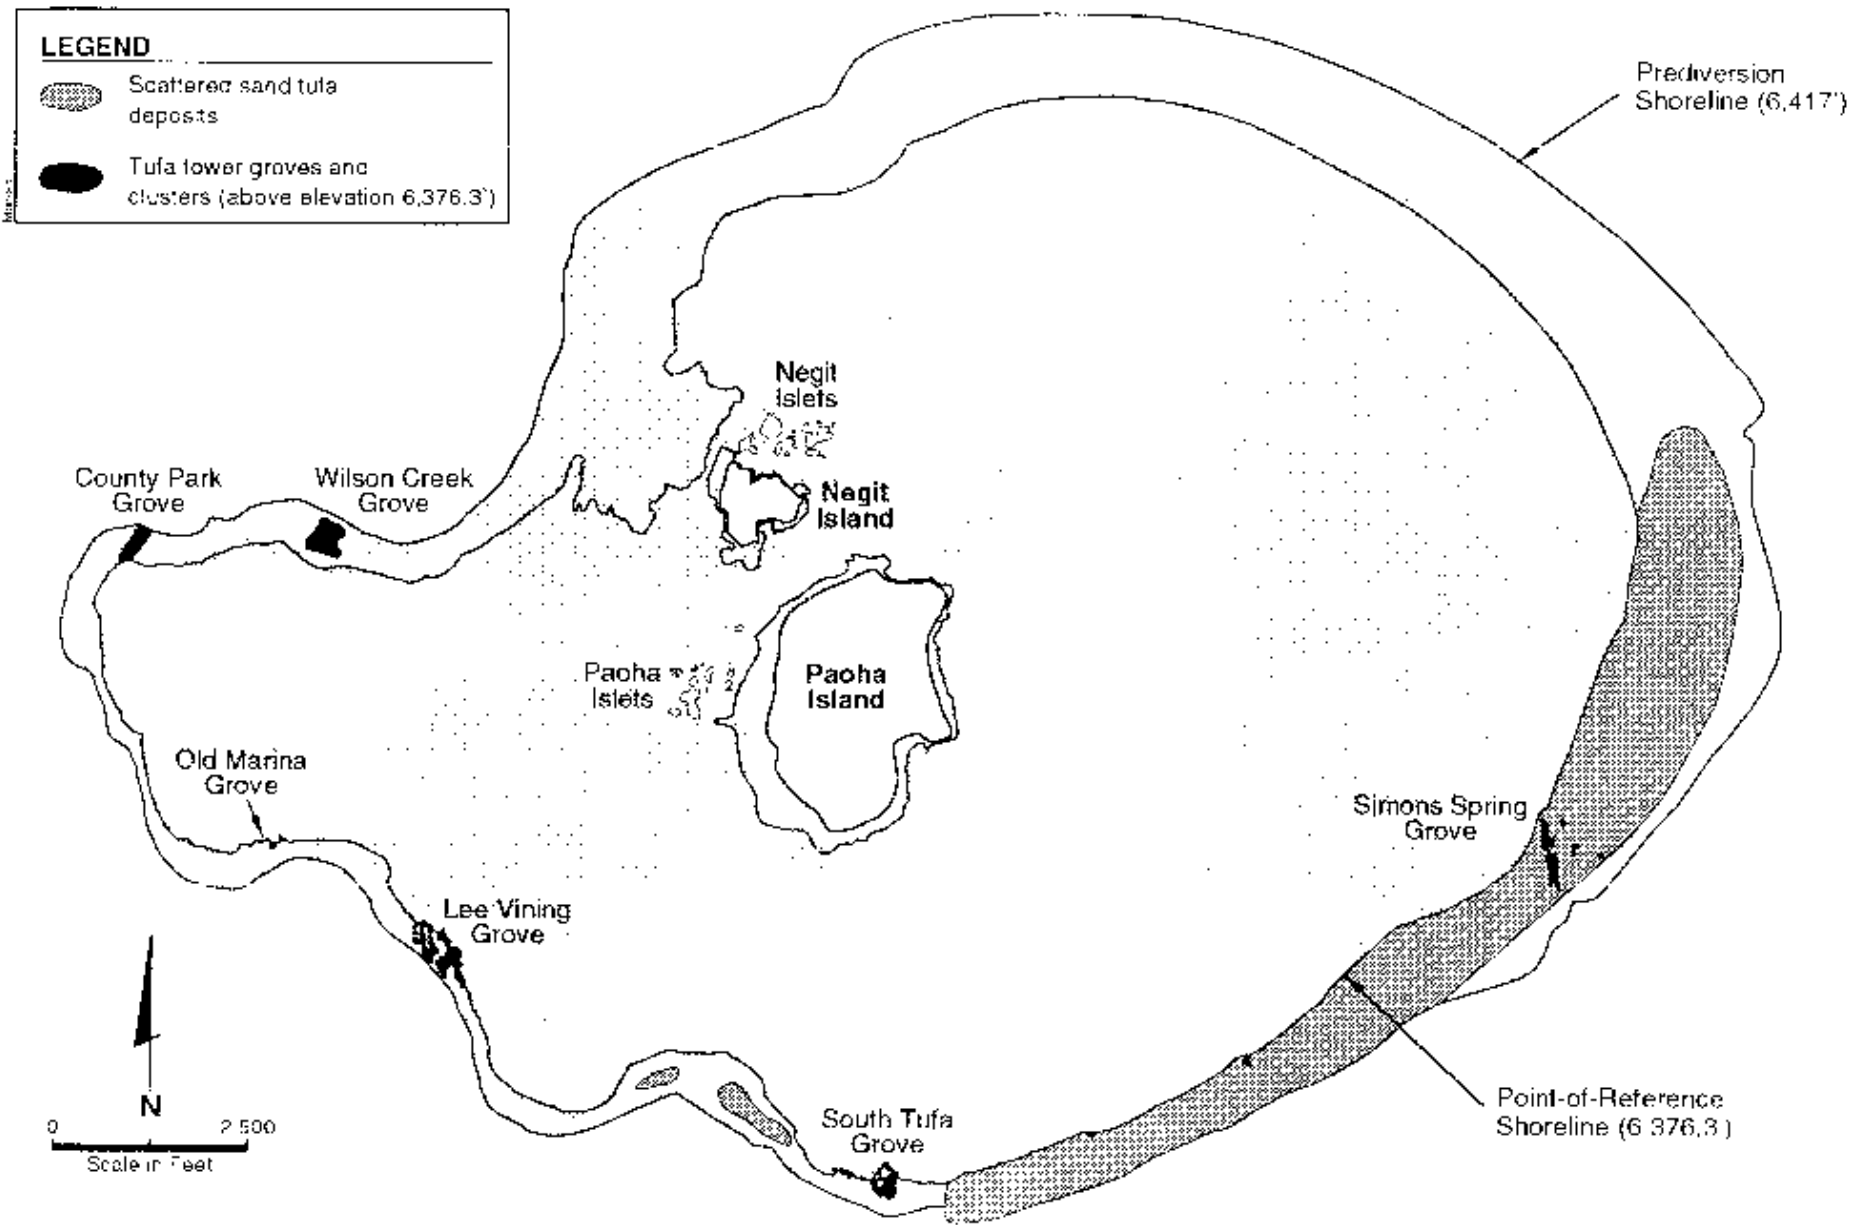 LEGEND
Scattered sand tufa
deposits
Tufa tower groves and
clusters (above elevation 6,376.3')
Prediversion
Shoreline (6,417')
Negit
Islets
County Park
Grove
Wilson Creek
Grove
Negit
Island
Paoha
Islets
Paoha
Island
Old Marina
Grove
Simons Spring
Grove
Lee Vining
Grove
N
0 2 500
Scale in Feet
South Tufa
Grove
Point-of-Reference
Shoreline (6 376.3 )